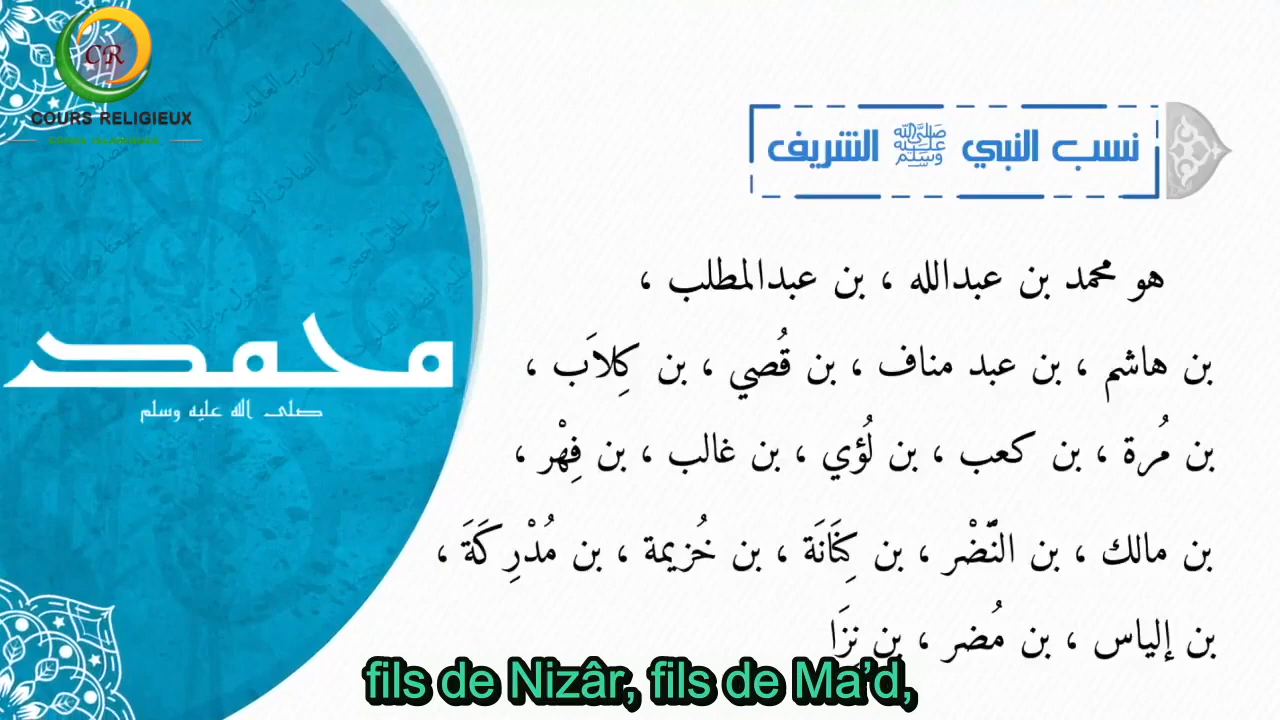 CR
COURS RELIGIEUX
COURS ISLAMIQUES
نسب النبي ﷺ الشريف
هو محمد بن عبدالله ، بن عبدالمطلب ،
بن هاشم ، بن عبد مناف ، بن قُصي ، بن كِلاَب ،
بن مُرة ، بن كعب ، بن لُؤي ، بن غالب ، بن فِهْر ،
بن مالك ، بن النَّضْر ، بن كِنَانَة ، بن خُزيمة ، بن مُدْرِكَةَ ،
بن إلياس ، بن مُضر ، بن نِزَا
محمد
صلى الله عليه وسلم
fils de Nizâr, fils de Ma’d,